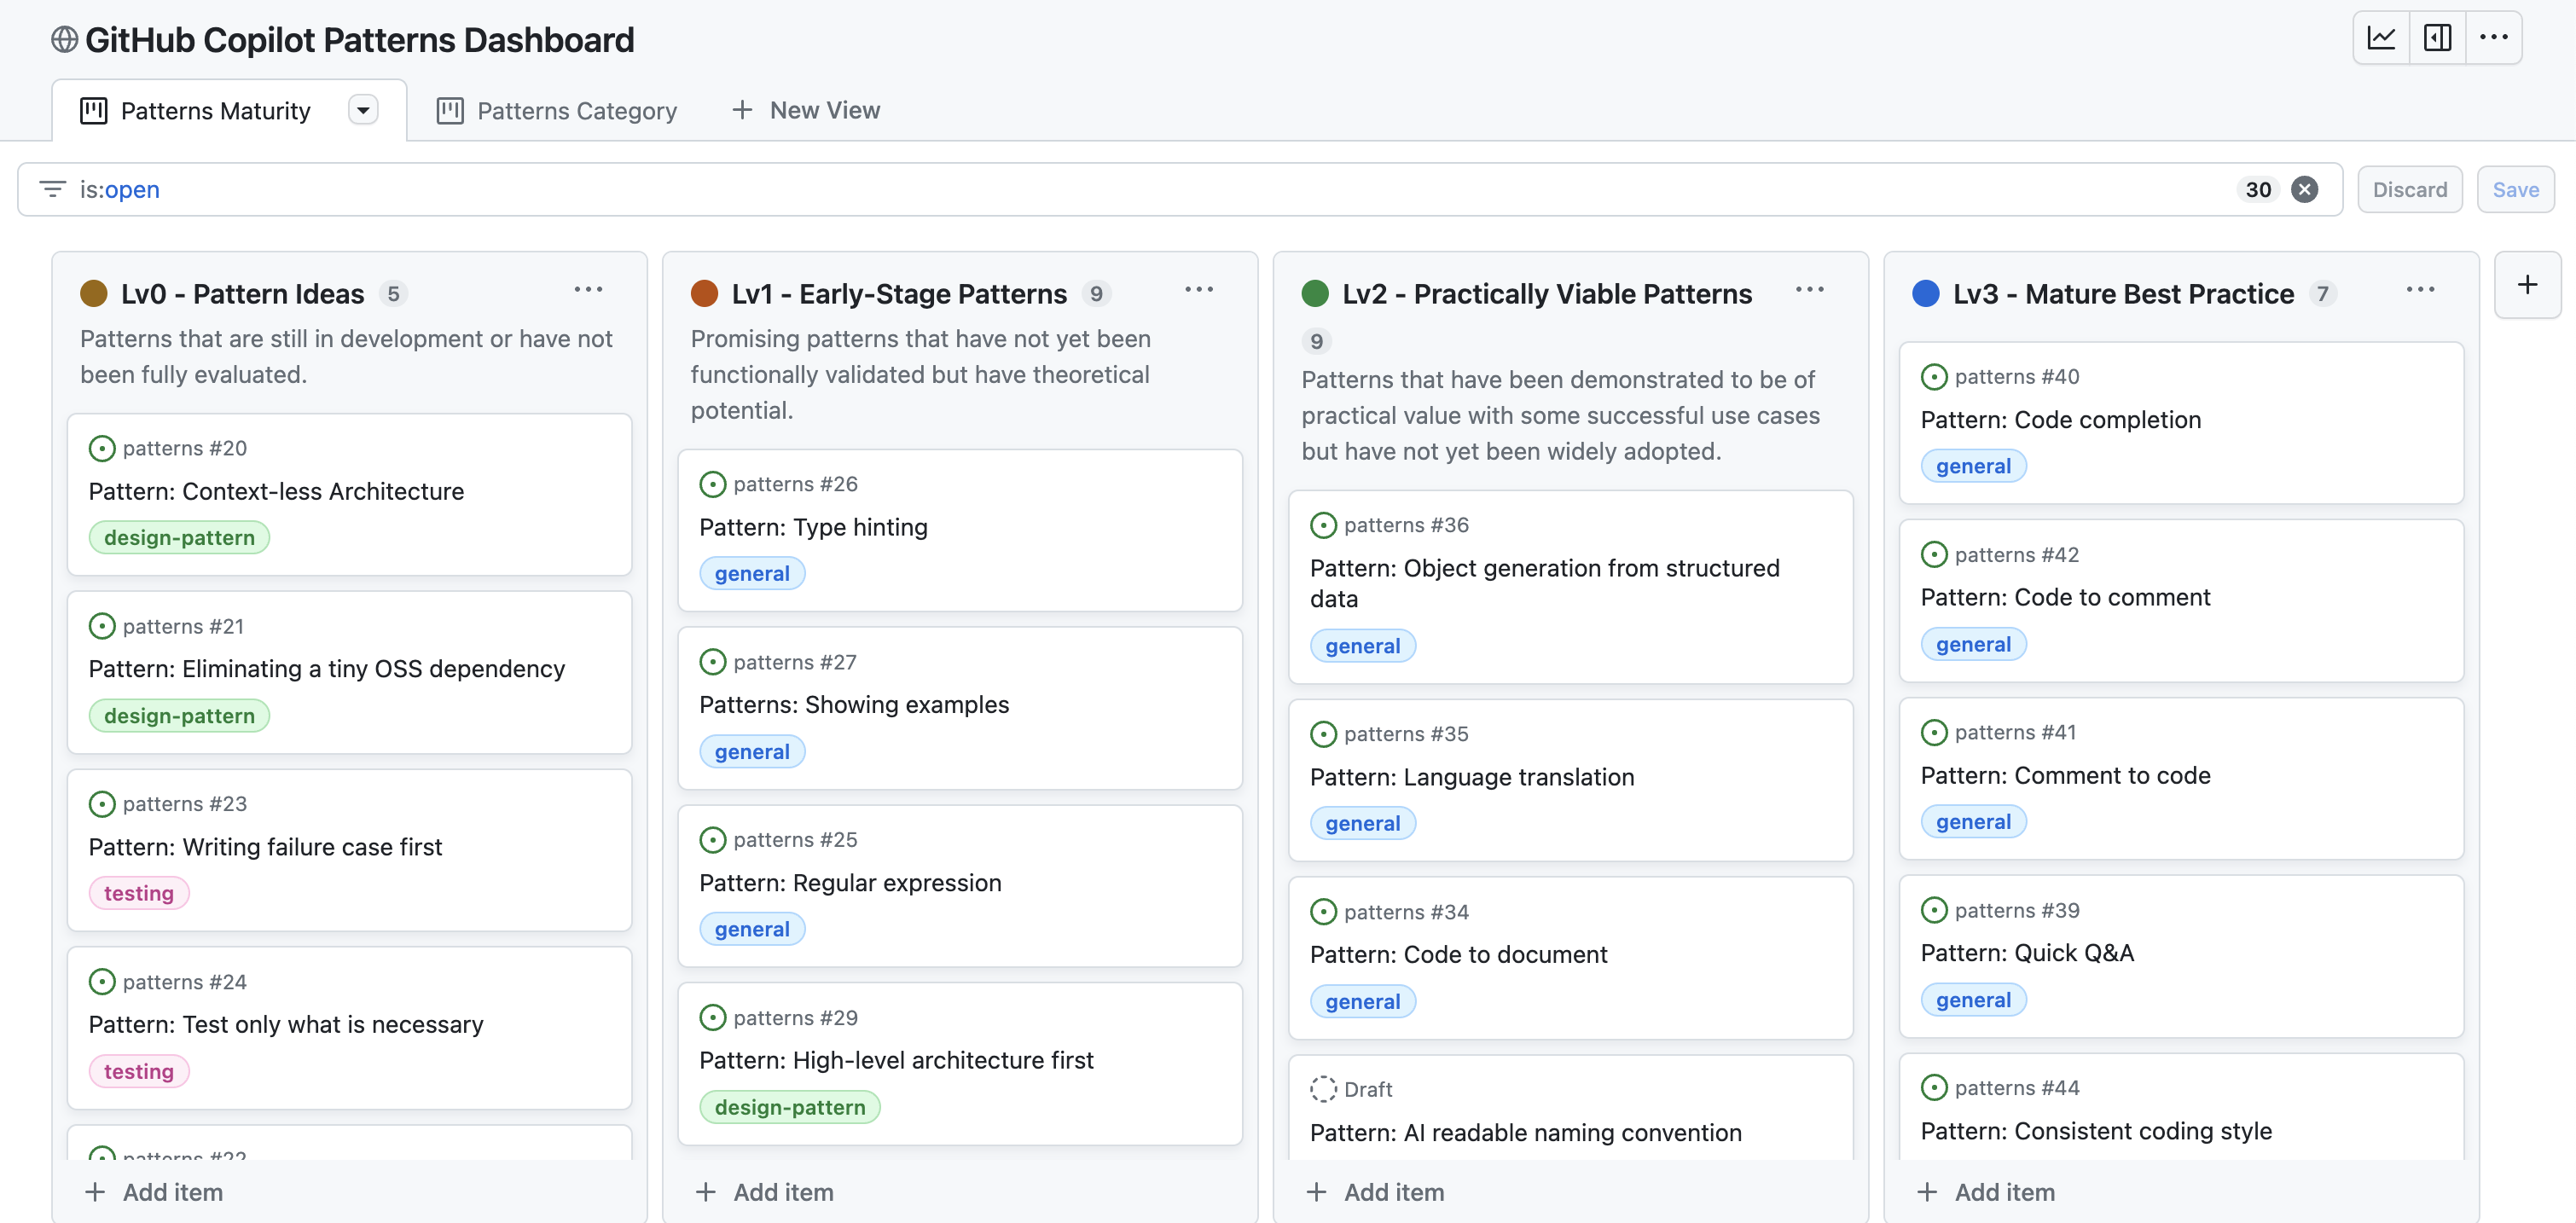 GitHub Copilot Patterns Dashboard
Patterns Maturity
Patterns Category
New View
is:open
30
Discard
Save
Lv0 - Pattern Ideas 5
Patterns that are still in development or have not
been fully evaluated.
patterns #20
Pattern: Context-less Architecture
design-pattern
patterns #21
Pattern: Eliminating a tiny OSS dependency
design-pattern
patterns #23
Pattern: Writing failure case first
testing
patterns #24
Pattern: Test only what is necessary
testing
patterns #22
Add item
Lv1 - Early-Stage Patterns 9
Promising patterns that have not yet been
functionally validated but have theoretical
potential.
patterns #26
Pattern: Type hinting
general
patterns #27
Patterns: Showing examples
general
patterns #25
Pattern: Regular expression
general
patterns #29
Pattern: High-level architecture first
design-pattern
Add item
Lv2 - Practically Viable Patterns
9
Patterns that have been demonstrated to be of
practical value with some successful use cases
but have not yet been widely adopted.
patterns #36
Pattern: Object generation from structured
data
general
patterns #35
Pattern: Language translation
general
patterns #34
Pattern: Code to document
general
Draft
Pattern: AI readable naming convention
Add item
Lv3 - Mature Best Practice 7
patterns #40
Pattern: Code completion
general
patterns #42
Pattern: Code to comment
general
patterns #41
Pattern: Comment to code
general
patterns #39
Pattern: Quick Q&A
general
patterns #44
Pattern: Consistent coding style
Add item